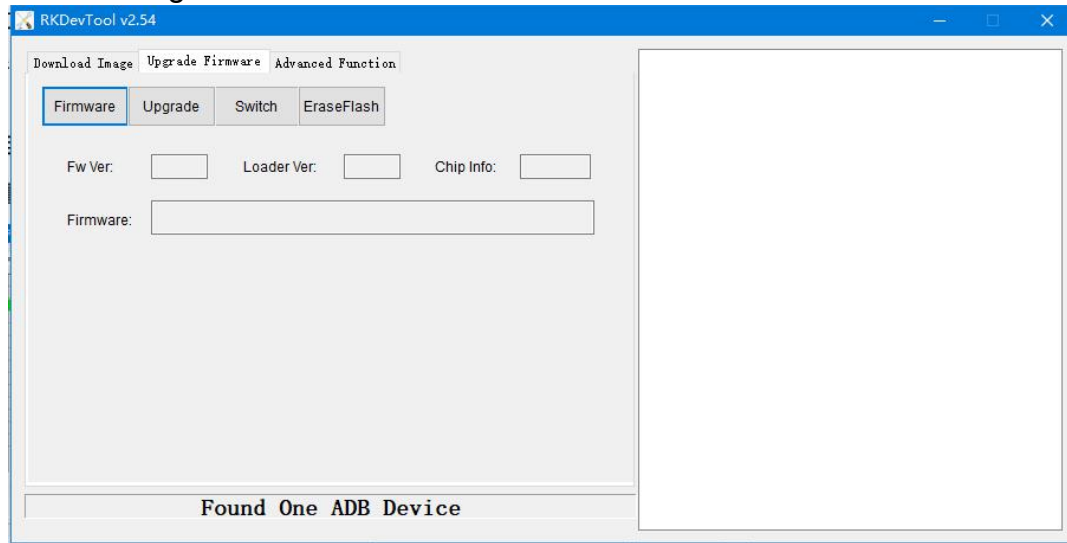 RKDevTool v2.54
Download Image Upgrade Firmware Advanced Function
Firmware Upgrade Switch EraseFlash
Fw Ver: Loader Ver: Chip Info:
Firmware:
Found One ADB Device